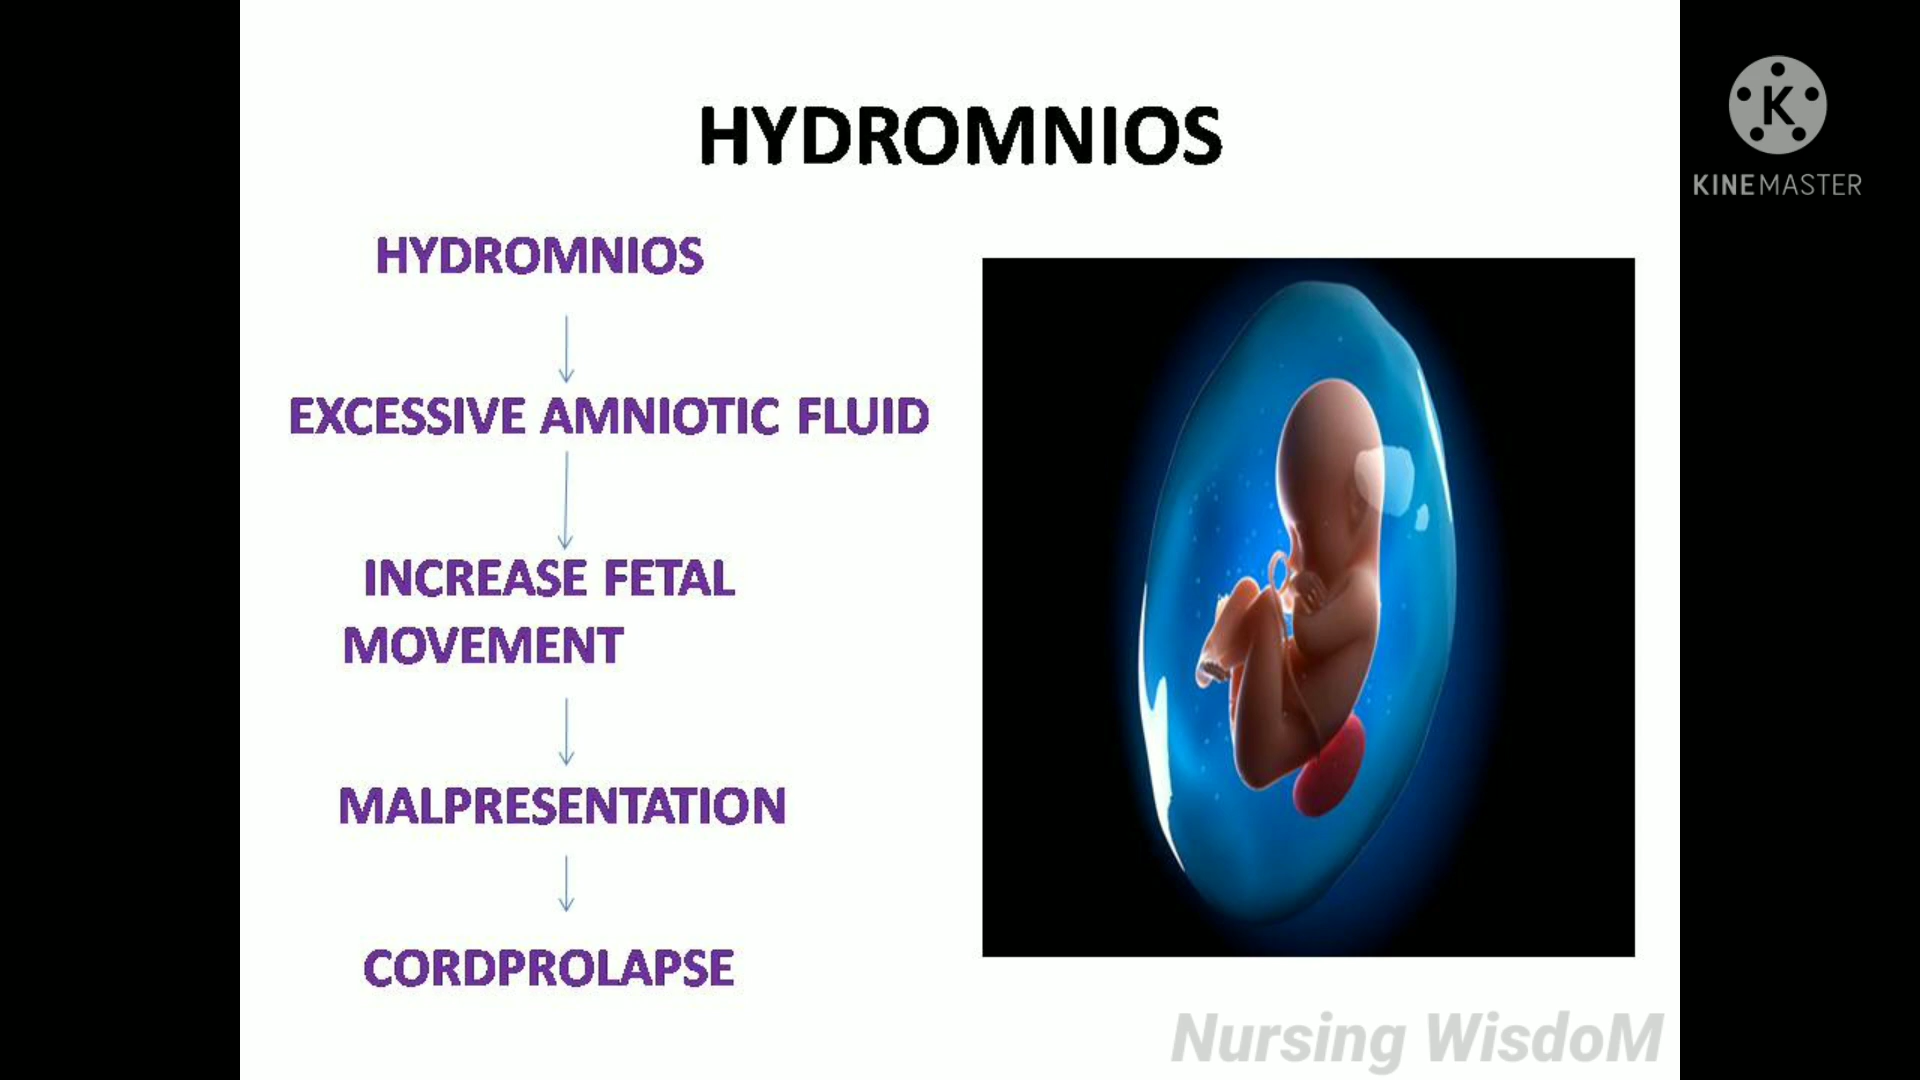 HYDROMNIOS
HYDROMNIOS
EXCESSIVE AMNIOTIC FLUID
INCREASE FETAL
MOVEMENT
MALPRESENTATION
CORDPROLAPSE
K
KINEMASTER
Nursing WisdoM